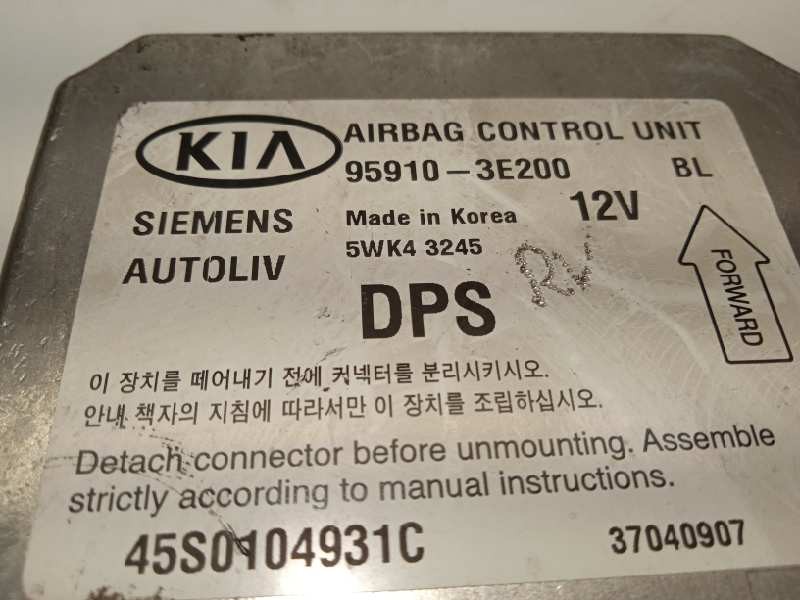 KIA AIRBAG CONTROL UNIT
95910-3E200 BL
SIEMENS Made in Korea 12V
AUTOLIV 5WK4 3245
RV
DPS
FORWARD
이 장치를 떼어내기 전에 커넥터를 분리시키시오.
안내 책자의 지침에 따라서만 이 장치를 조립하십시오.
Detach connector before unmounting. Assemble
strictly according to manual instructions.
45S0104931C 37040907